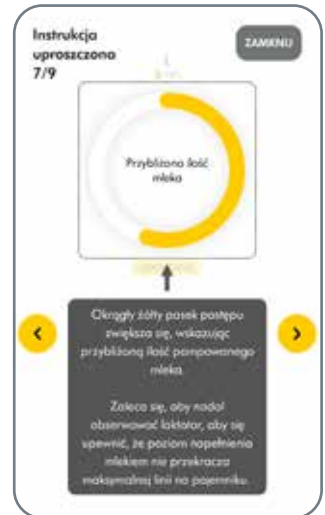 Instrukcja
uproszczona
7/9
ZAMKNIJ
Przybliżona ilość
mleka
Okrągły żółty pasek postępu
zwiększa się, wskazując
przybliżoną ilość pompowanego
mleka.
Zaleca się, aby nadal
obserwować laktator, aby się
upewnić, że poziom napełnienia
mlekiem nie przekracza
maksymalnej linii na pojemniku.